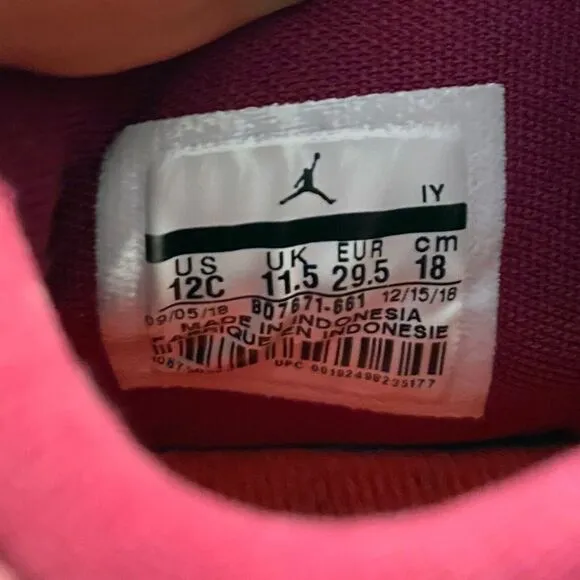 IY
US UK EUR cm
12C 11.5 29.5 18
09/05/18 BQ7671-661 12/15/18
MADE IN INDONESIA
FABRIQUE EN INDONESIE
UPC 00192499235177